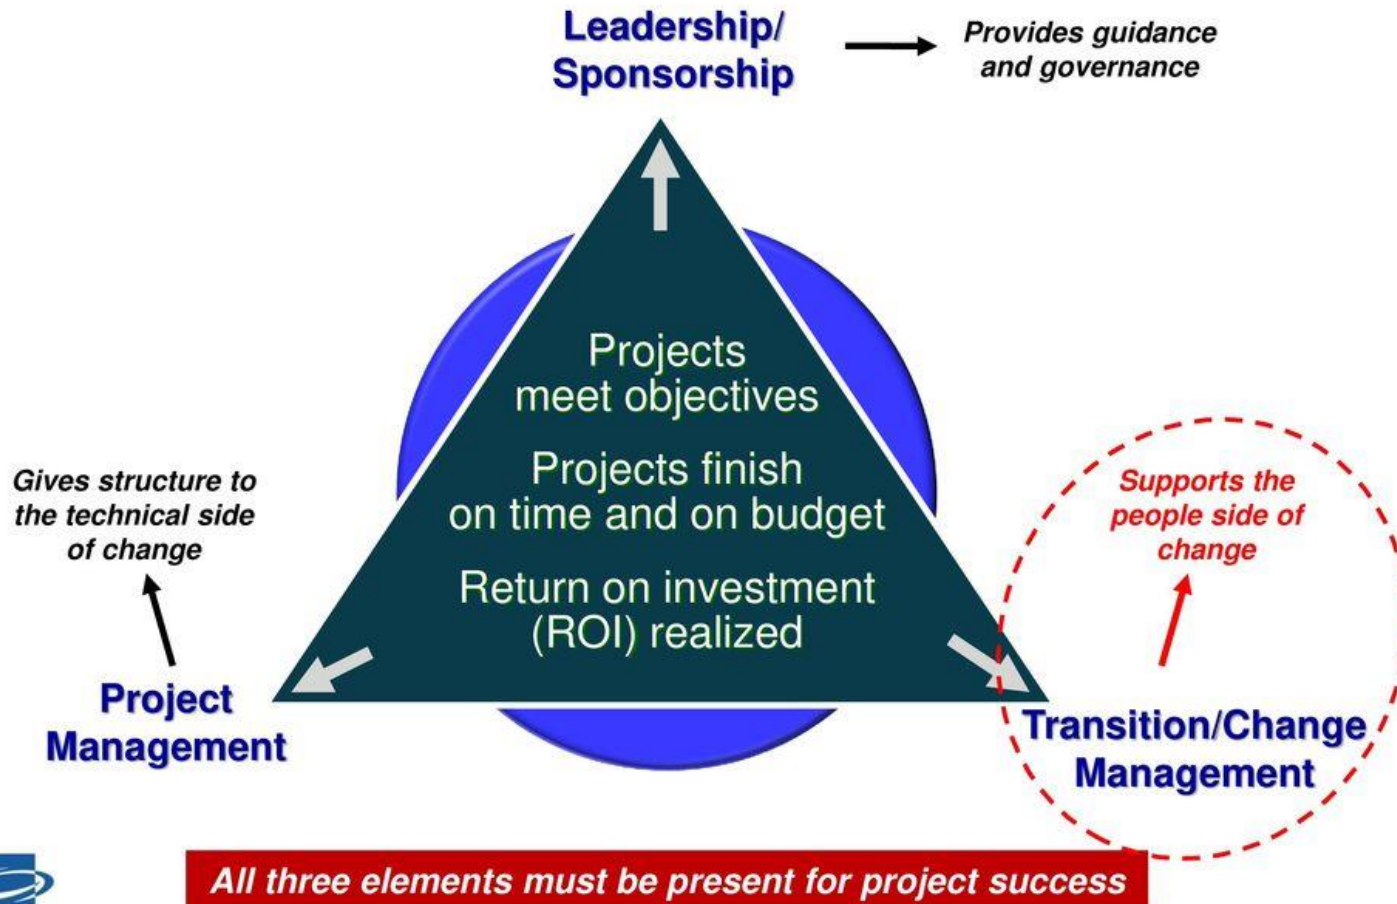 Leadership/
Sponsorship
Provides guidance
and governance
Projects
meet objectives
Projects finish
on time and on budget
Return on investment
(ROI) realized
Gives structure to
the technical side
of change
Project
Management
Supports the
people side of
change
Transition/Change
Management
All three elements must be present for project success